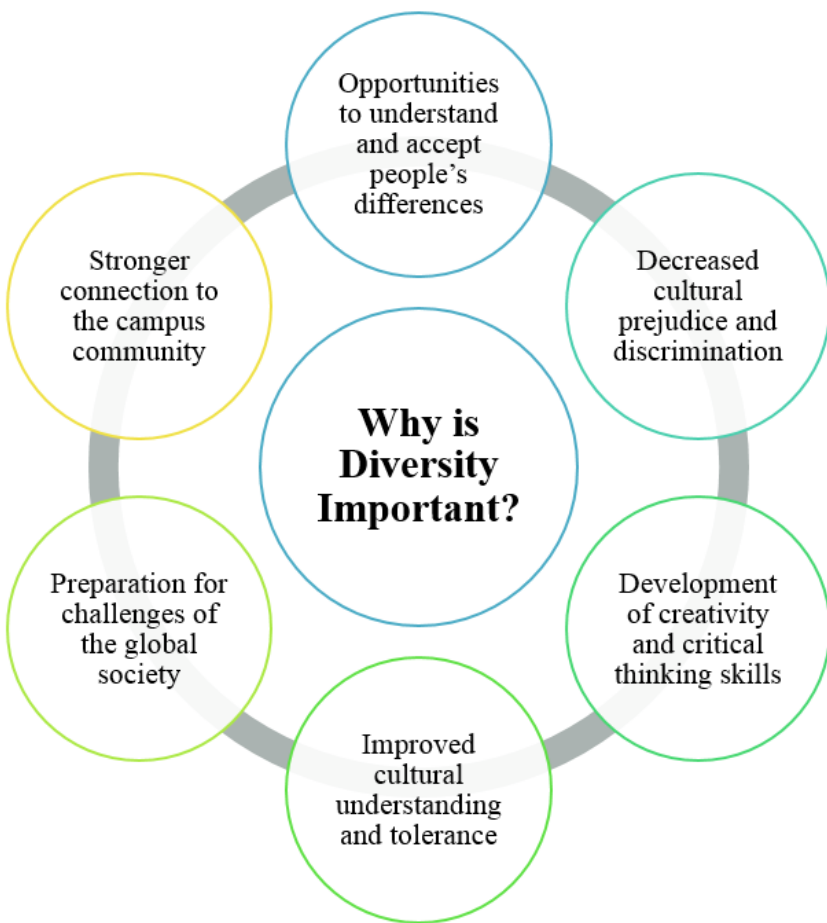 Opportunities
to understand
and accept
people’s
differences
Decreased
cultural
prejudice and
discrimination
Development
of creativity
and critical
thinking skills
Improved
cultural
understanding
and tolerance
Preparation for
challenges of
the global
society
Stronger
connection to
the campus
community
Why is
Diversity
Important?